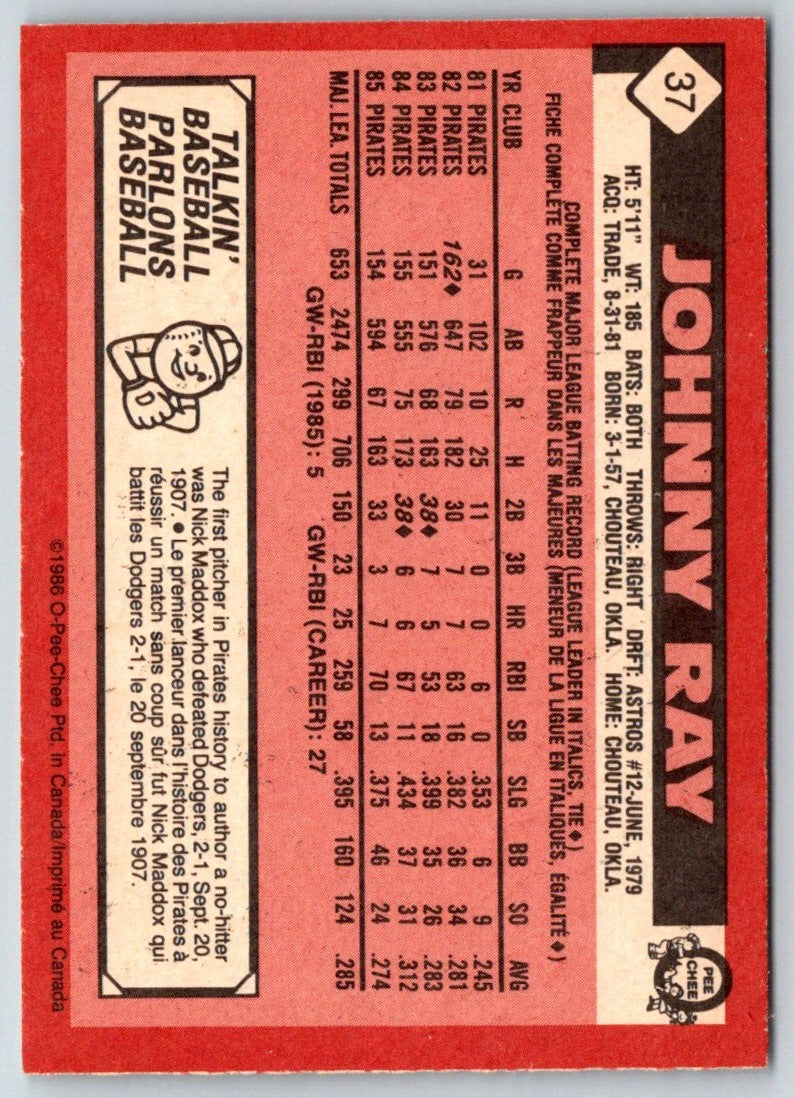 37
JOHNNY RAY
PEE
CHEE
HT: 5'11" WT: 185 BATS: BOTH THROWS: RIGHT DRFT: ASTROS #12-JUNE, 1979
ACQ: TRADE, 8-31-81 BORN: 3-1-57, CHOUTEAU, OKLA. HOME: CHOUTEAU, OKLA.
COMPLETE MAJOR LEAGUE BATTING RECORD (LEAGUE LEADER IN ITALICS, TIE♦)
FICHE COMPLÈTE COMME FRAPPEUR DANS LES MAJEURES (MENEUR DE LA LIGUE EN ITALIQUES, ÉGALITÉ♦)
YR CLUB G AB R H 2B 3B HR RBI SB SLG BB SO AVG
81 PIRATES 31 102 10 25 11 0 0 6 0 .353 6 9 .245
82 PIRATES 162♦ 647 79 182 30 7 7 63 16 .382 36 34 .281
83 PIRATES 151 576 68 163 38♦ 7 5 53 18 .399 35 26 .283
84 PIRATES 155 555 75 173 38♦ 6 6 67 11 .434 37 31 .312
85 PIRATES 154 594 67 163 33 3 7 70 13 .375 46 24 .274
MAJ. LEA. TOTALS 653 2474 299 706 150 23 25 259 58 .395 160 124 .285
GW-RBI (1985): 5 GW-RBI (CAREER): 27
TALKIN'
BASEBALL
PARLONS
BASEBALL
The first pitcher in Pirates history to author a no-hitter
was Nick Maddox who defeated Dodgers, 2-1, Sept. 20,
1907. ● Le premier lanceur dans l'histoire des Pirates à
réussir un match sans coup sûr fut Nick Maddox qui
battit les Dodgers 2-1, le 20 septembre 1907.
©1986 O-Pee-Chee Ptd. in Canada/Imprimé au Canada